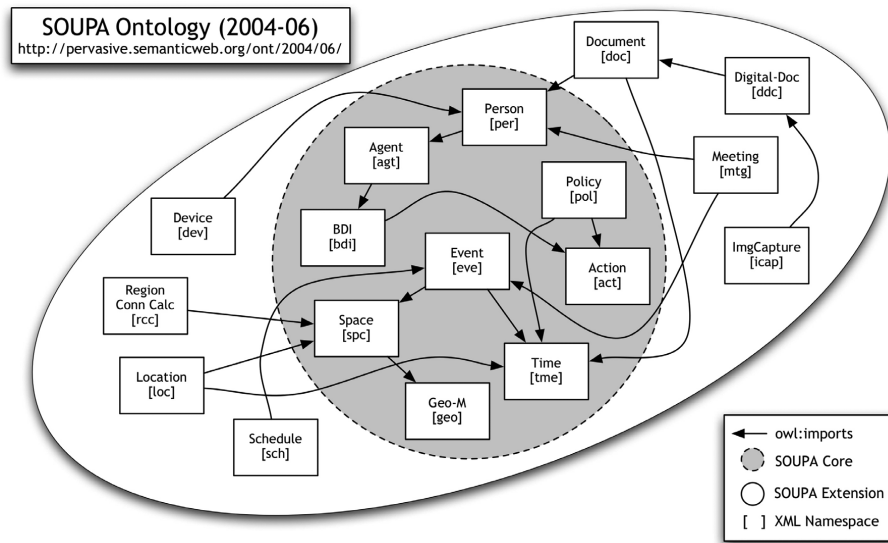 SOUPA Ontology (2004-06)
http://pervasive.semanticweb.org/ont/2004/06/
Document
[doc]
Digital-Doc
[ddc]
Person
[per]
Agent
[agt]
Meeting
[mtg]
Policy
[pol]
Device
[dev]
BDI
[bdi]
Event
[eve]
Action
[act]
ImgCapture
[icap]
Region
Conn Calc
[rcc]
Space
[spc]
Time
[tme]
Location
[loc]
Geo-M
[geo]
Schedule
[sch]
owl:imports
SOUPA Core
SOUPA Extension
[ ] XML Namespace